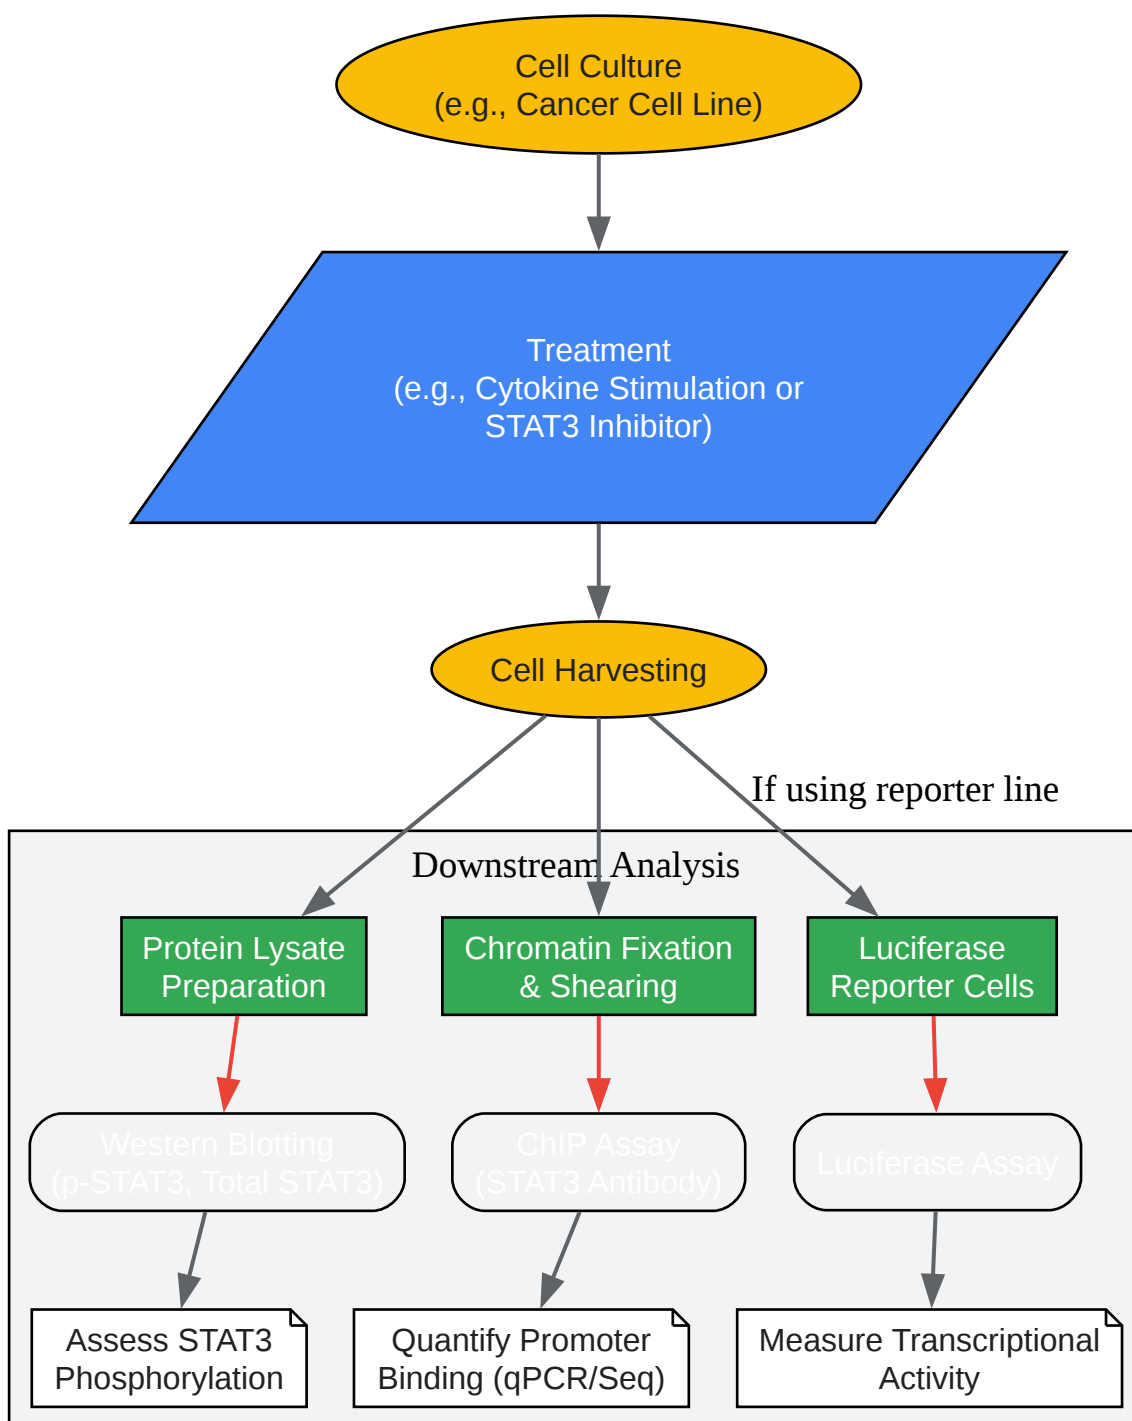 Cell Culture
(e.g., Cancer Cell Line)
Treatment
(e.g., Cytokine Stimulation or
STAT3 Inhibitor)
Cell Harvesting
If using reporter line
Downstream Analysis
Protein Lysate
Preparation
Chromatin Fixation
& Shearing
Luciferase
Reporter Cells
Western Blotting
(p-STAT3, Total STAT3)
ChIP Assay
(STAT3 Antibody)
Luciferase Assay
Assess STAT3
Phosphorylation
Quantify Promoter
Binding (qPCR/Seq)
Measure Transcriptional
Activity